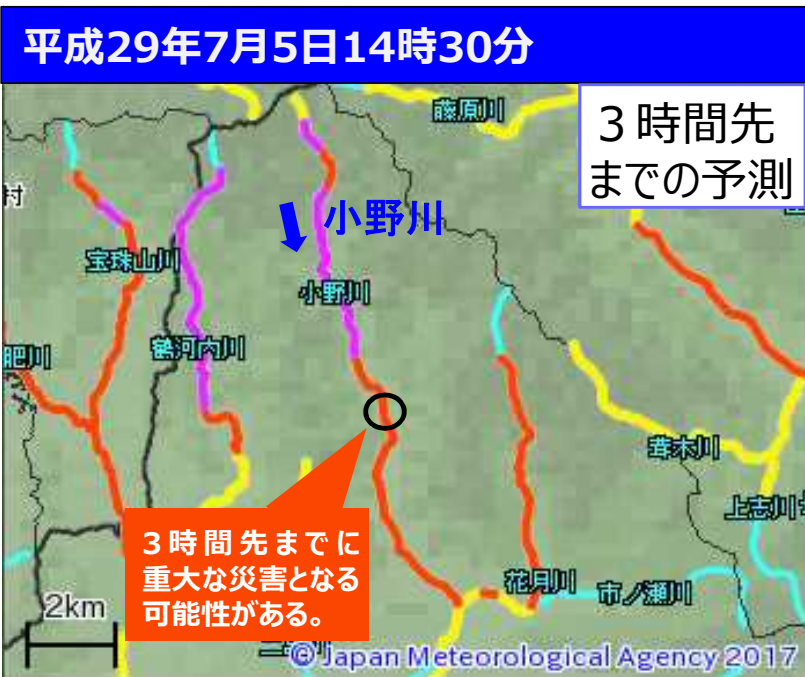 平成29年7月5日14時30分
藤原川
３時間先
までの予測
村
小野川
宝珠山川
小野川
鶴河内川
肥川
葺木川
上志川
３時間先までに
重大な災害となる
可能性がある。
花月川
市ノ瀬川
2km
© Japan Meteorological Agency 2017